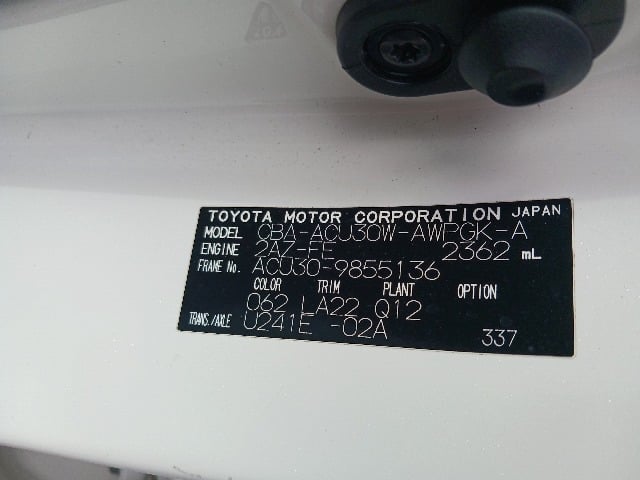 TOYOTA MOTOR CORPORATION JAPAN
MODEL CBA-ACU30W-AWPGK-A
ENGINE 2AZ-FE 2362 mL
FRAME No. ACU30-9855136
COLOR TRIM PLANT OPTION
062 LA22 Q12
TRANS./AXLE U241E -02A 337